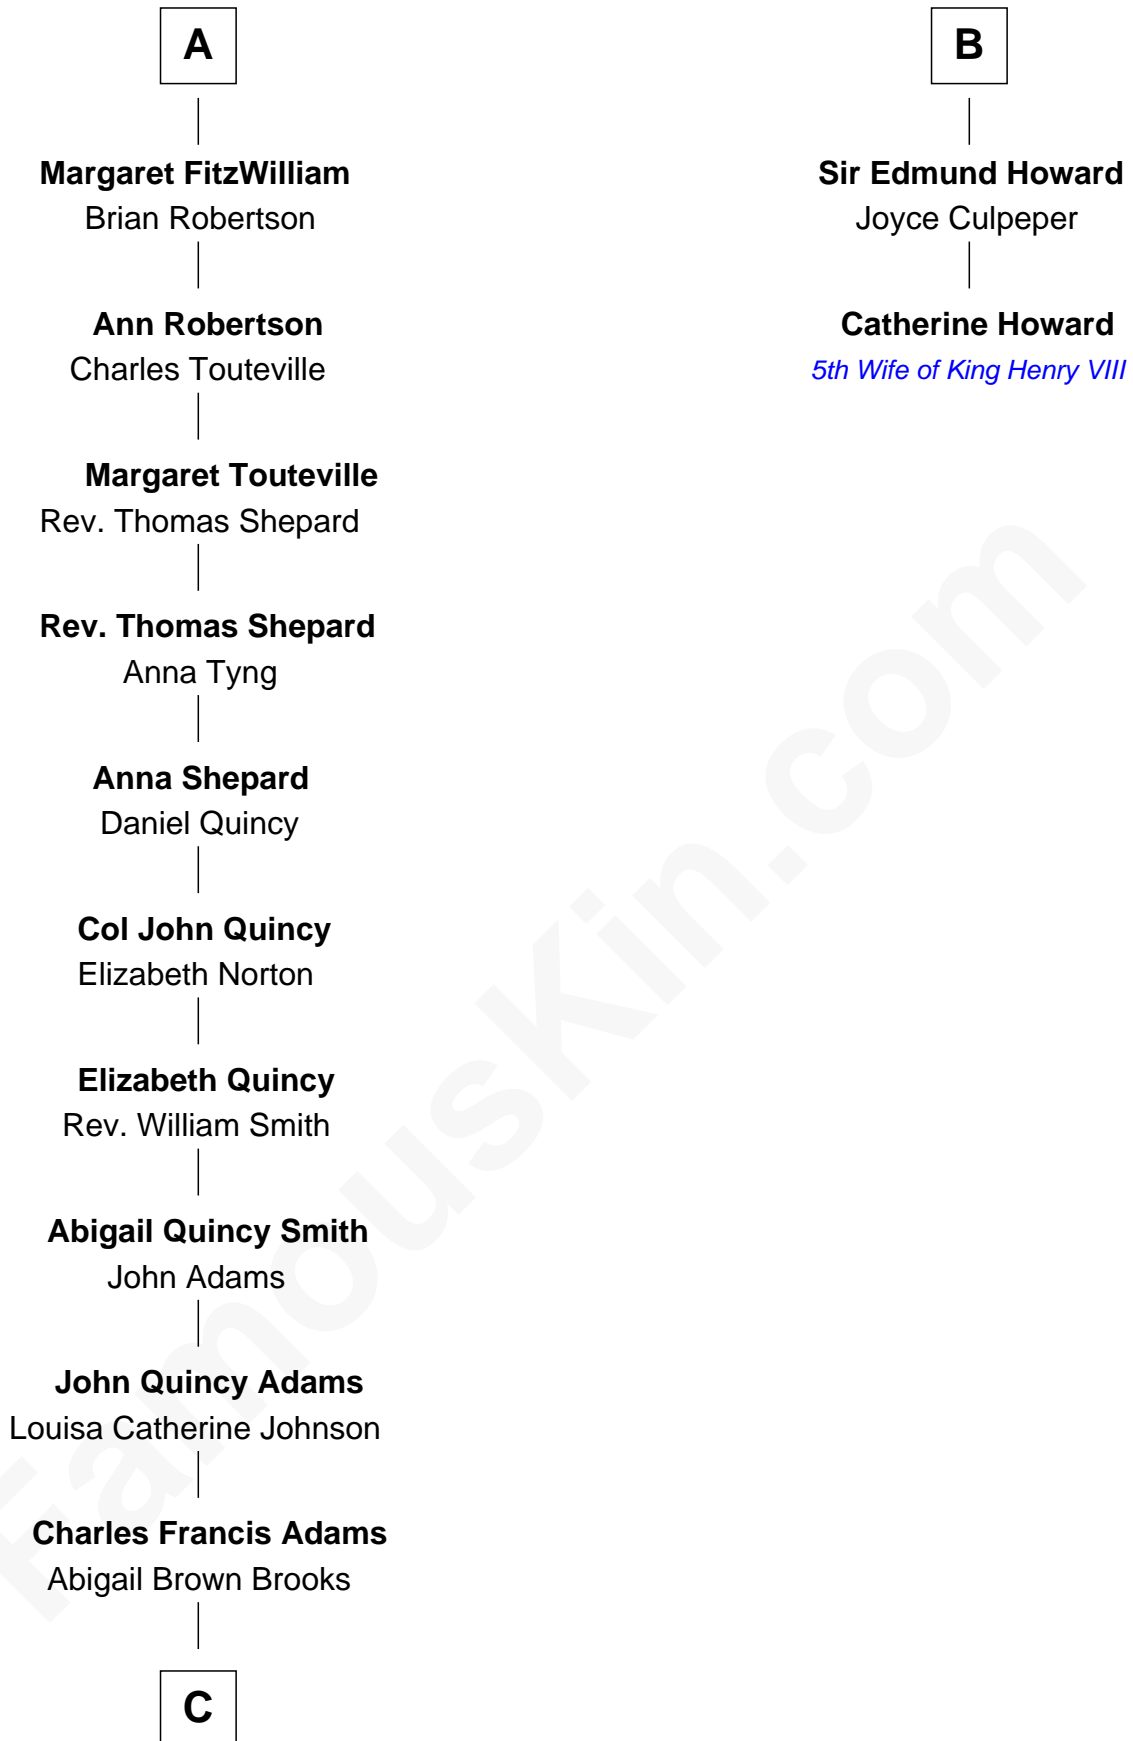 A
Margaret FitzWilliam
Brian Robertson
Ann Robertson
Charles Touteville
Margaret Touteville
Rev. Thomas Shepard
Rev. Thomas Shepard
Anna Tyng
Anna Shepard
Daniel Quincy
Col John Quincy
Elizabeth Norton
Elizabeth Quincy
Rev. William Smith
Abigail Quincy Smith
John Adams
John Quincy Adams
Louisa Catherine Johnson
Charles Francis Adams
Abigail Brown Brooks
C
B
Sir Edmund Howard
Joyce Culpeper
Catherine Howard
5th Wife of King Henry VIII
FamousKin.com